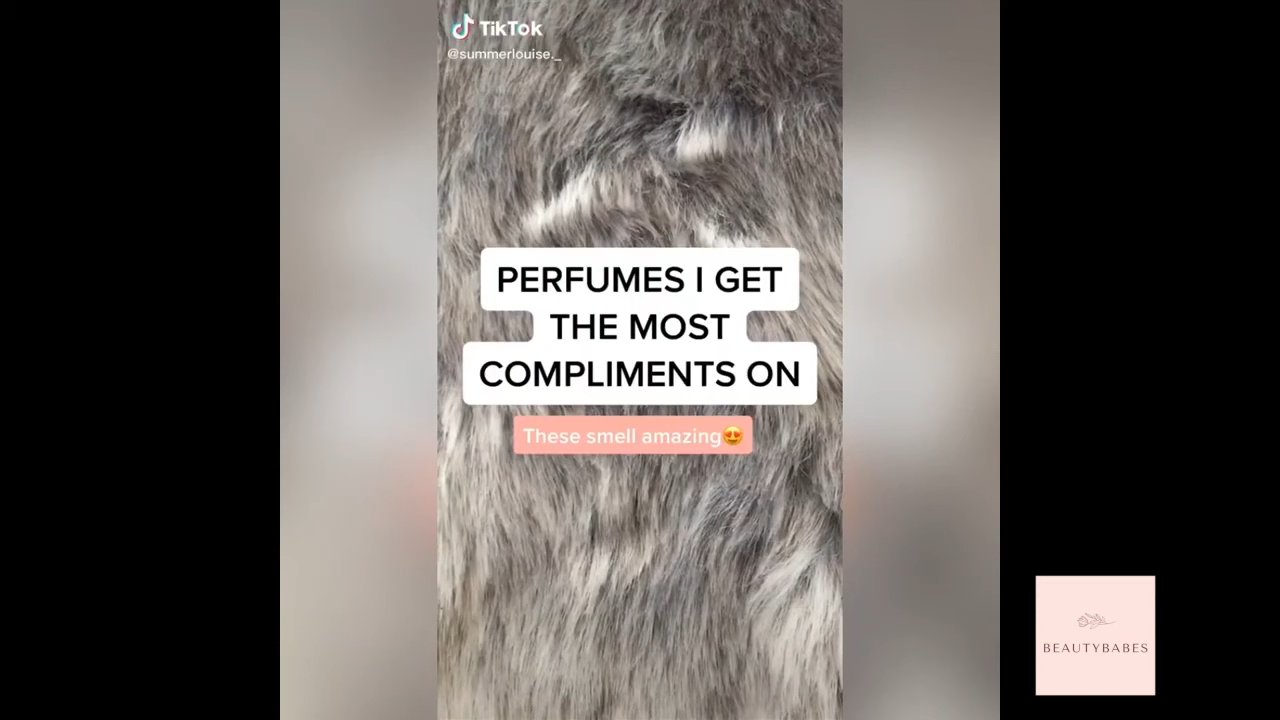 TikTok
@summerlouise._
PERFUMES I GET
THE MOST
COMPLIMENTS ON
These smell amazing😍
BEAUTYBABES